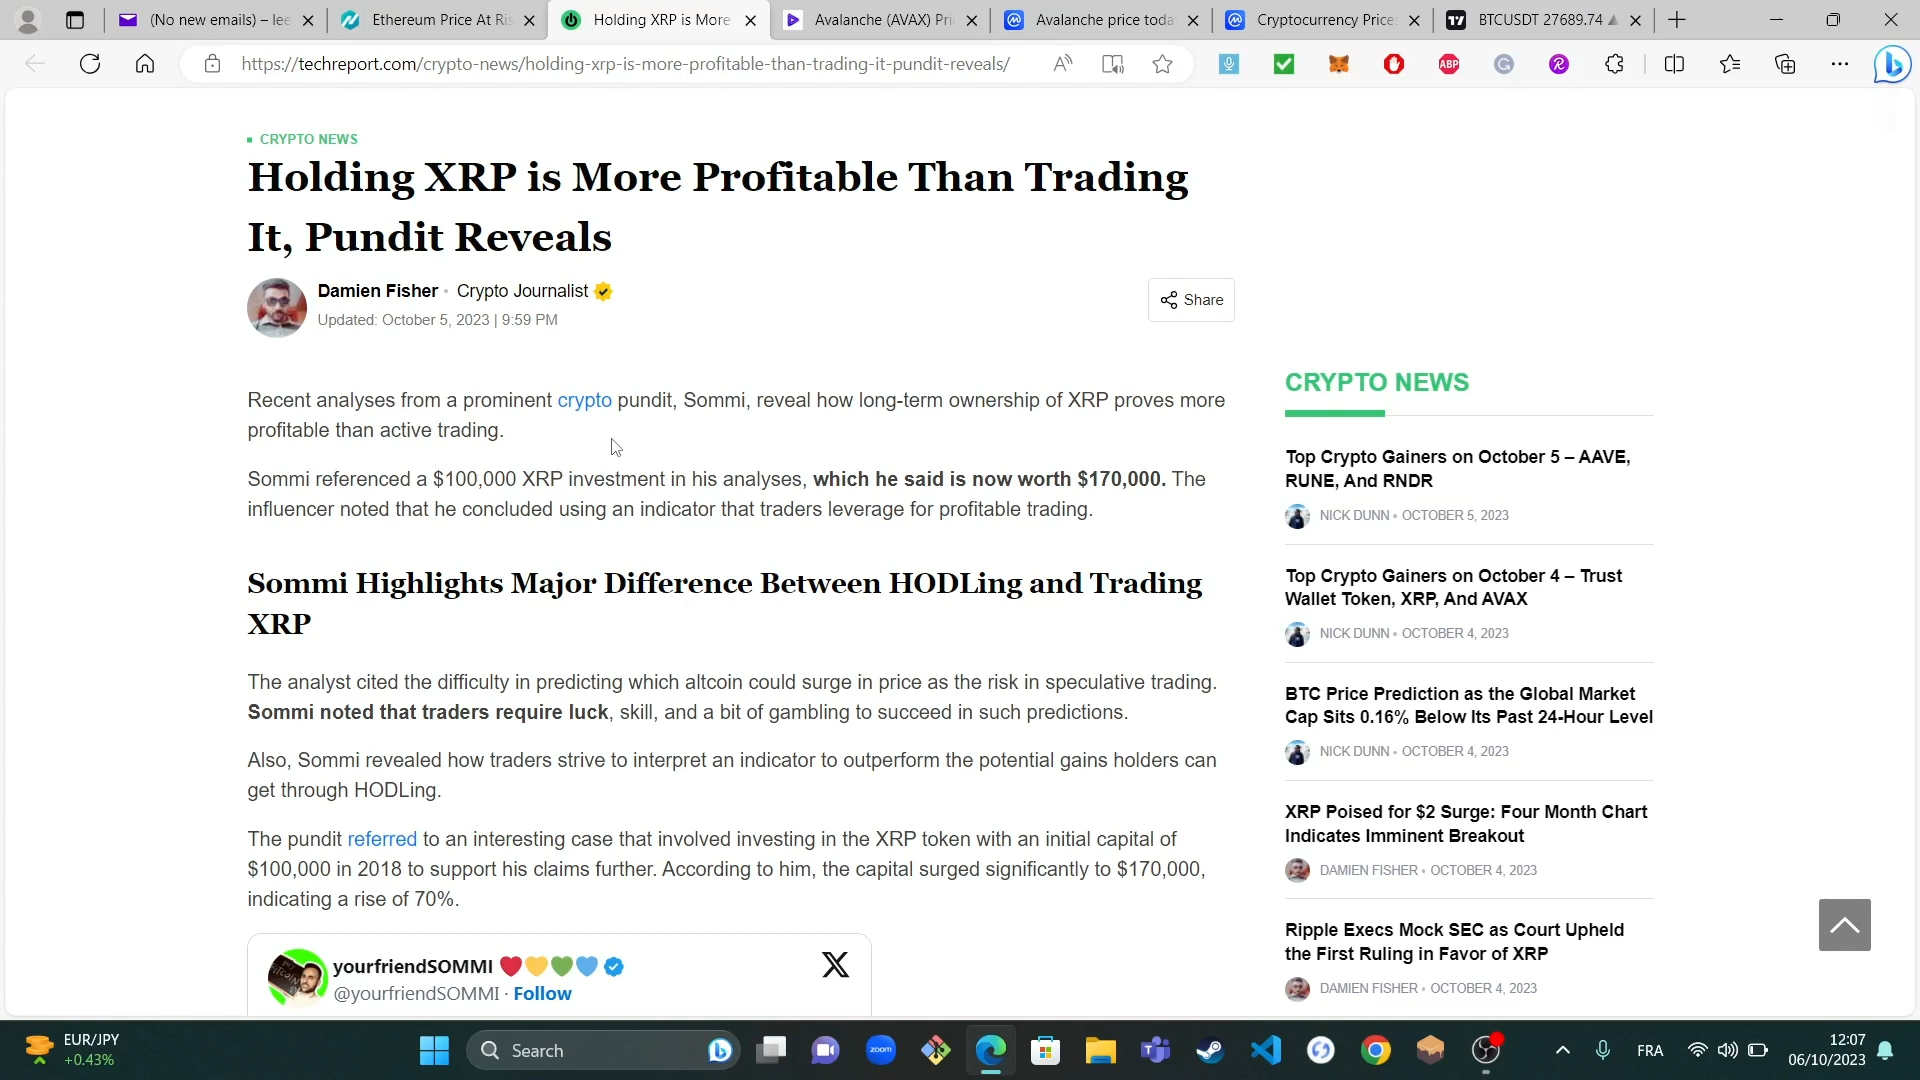 (No new emails) – lee
Ethereum Price At Ris
Holding XRP is More
Avalanche (AVAX) Pri
Avalanche price toda
Cryptocurrency Price
BTCUSDT 27689.74
https://techreport.com/crypto-news/holding-xrp-is-more-profitable-than-trading-it-pundit-reveals/
ABP
CRYPTO NEWS
Holding XRP is More Profitable Than Trading
It, Pundit Reveals
Damien Fisher • Crypto Journalist
Updated: October 5, 2023 | 9:59 PM
Share
Recent analyses from a prominent crypto pundit, Sommi, reveal how long-term ownership of XRP proves more
profitable than active trading.
Sommi referenced a $100,000 XRP investment in his analyses, which he said is now worth $170,000. The
influencer noted that he concluded using an indicator that traders leverage for profitable trading.
Sommi Highlights Major Difference Between HODLing and Trading
XRP
The analyst cited the difficulty in predicting which altcoin could surge in price as the risk in speculative trading.
Sommi noted that traders require luck, skill, and a bit of gambling to succeed in such predictions.
Also, Sommi revealed how traders strive to interpret an indicator to outperform the potential gains holders can
get through HODLing.
The pundit referred to an interesting case that involved investing in the XRP token with an initial capital of
$100,000 in 2018 to support his claims further. According to him, the capital surged significantly to $170,000,
indicating a rise of 70%.
yourfriendSOMMI
@yourfriendSOMMI · Follow
CRYPTO NEWS
Top Crypto Gainers on October 5 – AAVE,
RUNE, And RNDR
NICK DUNN • OCTOBER 5, 2023
Top Crypto Gainers on October 4 – Trust
Wallet Token, XRP, And AVAX
NICK DUNN • OCTOBER 4, 2023
BTC Price Prediction as the Global Market
Cap Sits 0.16% Below Its Past 24-Hour Level
NICK DUNN • OCTOBER 4, 2023
XRP Poised for $2 Surge: Four Month Chart
Indicates Imminent Breakout
DAMIEN FISHER • OCTOBER 4, 2023
Ripple Execs Mock SEC as Court Upheld
the First Ruling in Favor of XRP
DAMIEN FISHER • OCTOBER 4, 2023
EUR/JPY
+0.43%
Search
zoom
FRA
12:07
06/10/2023